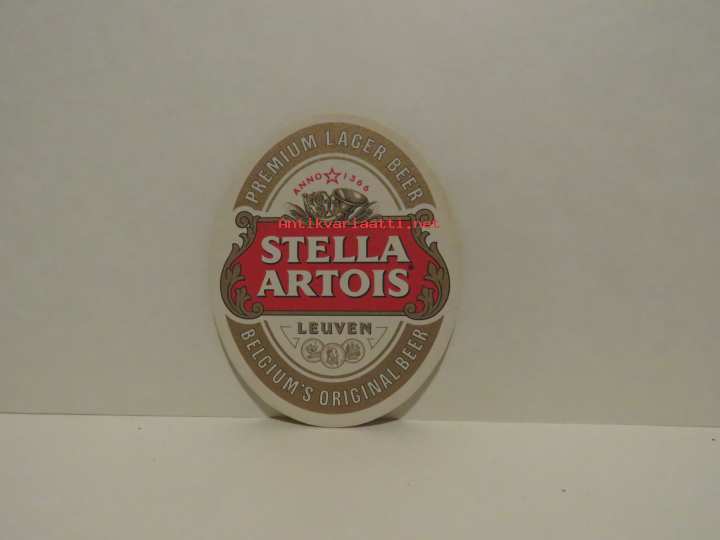 PREMIUM LAGER BEER
ANNO ☆ 1366
Antikvariaatti.net
STELLA
ARTOIS
LEUVEN
BELGIUM'S ORIGINAL BEER